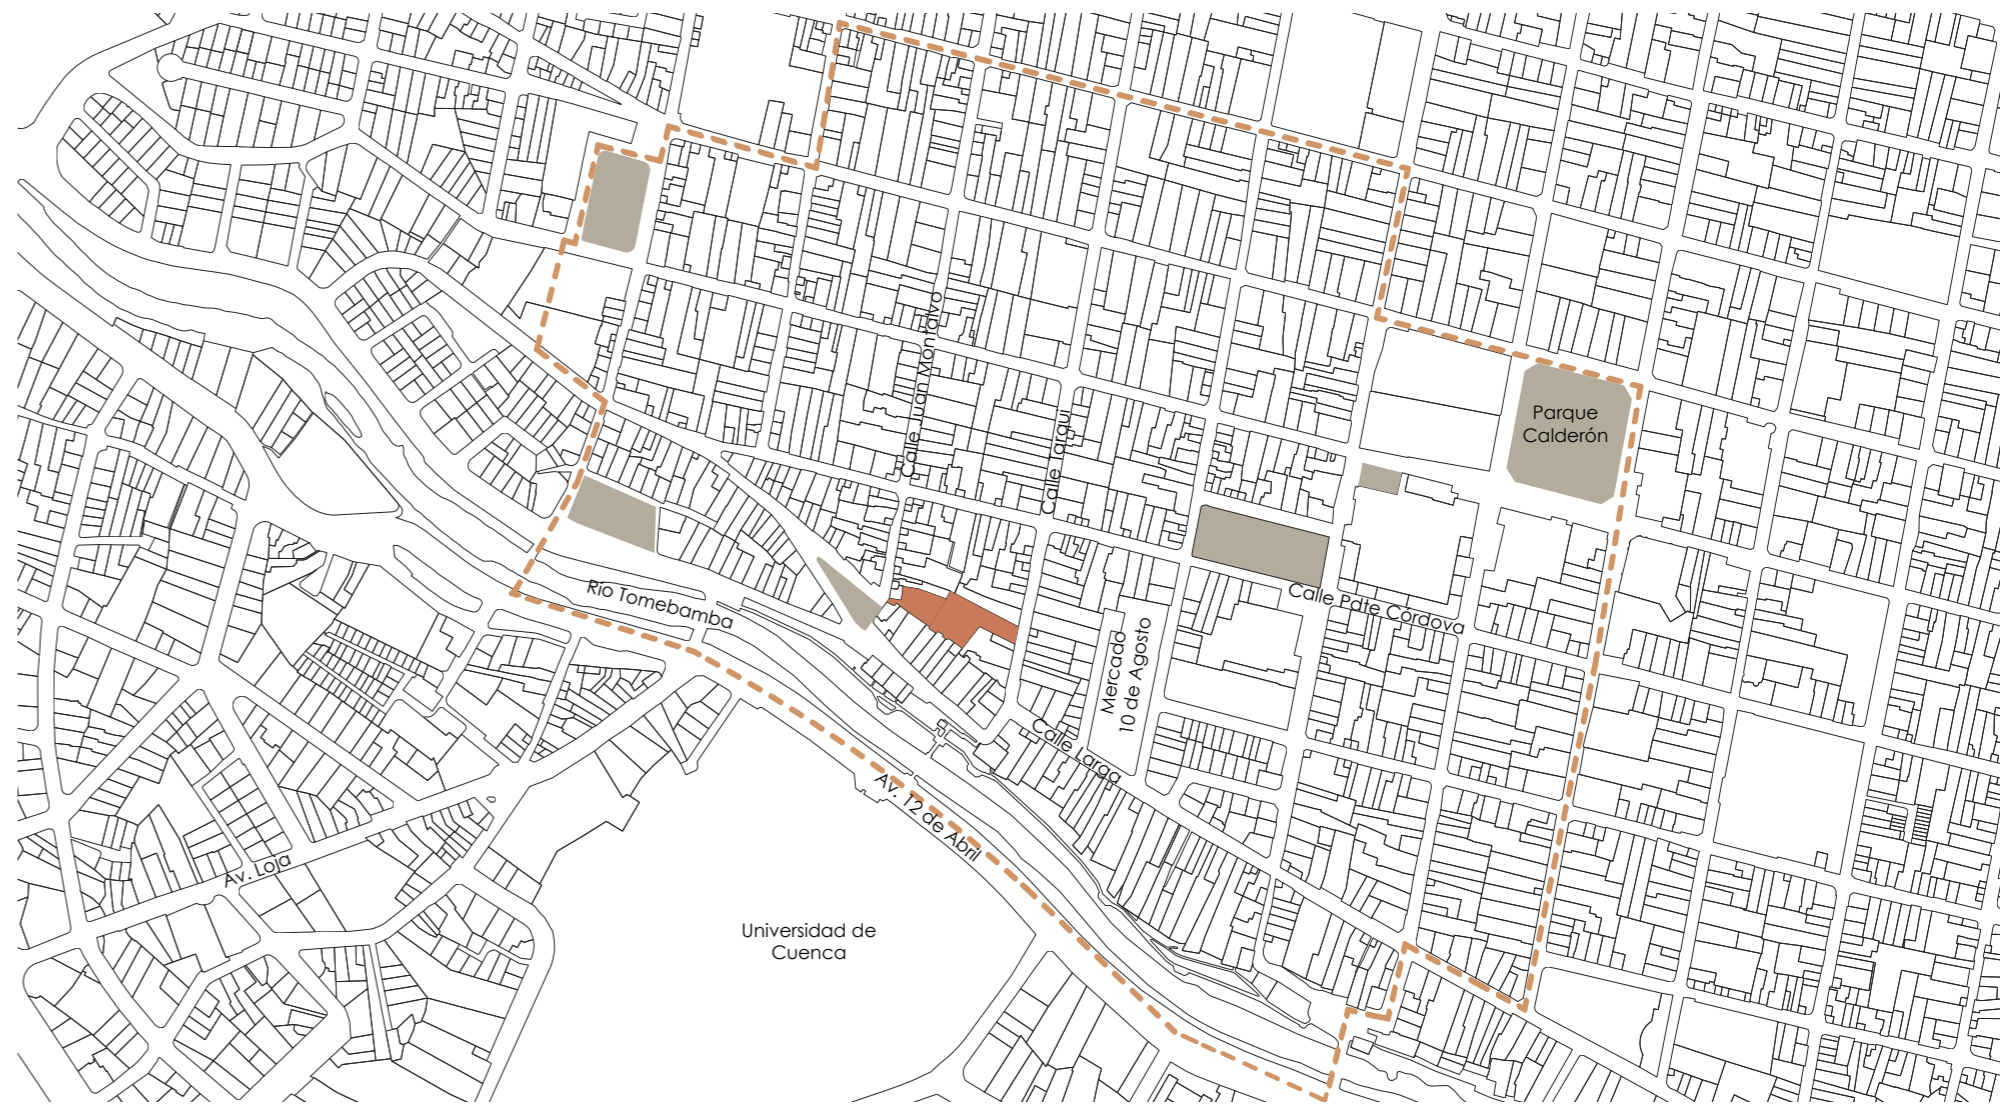 Calle Juan Montalvo
Calle Tarqui
Parque
Calderón
Río Tomebamba
Calle Pdte Córdova
Mercado
10 de Agosto
Calle Larga
Av. 12 de Abril
Av. Loja
Universidad de
Cuenca